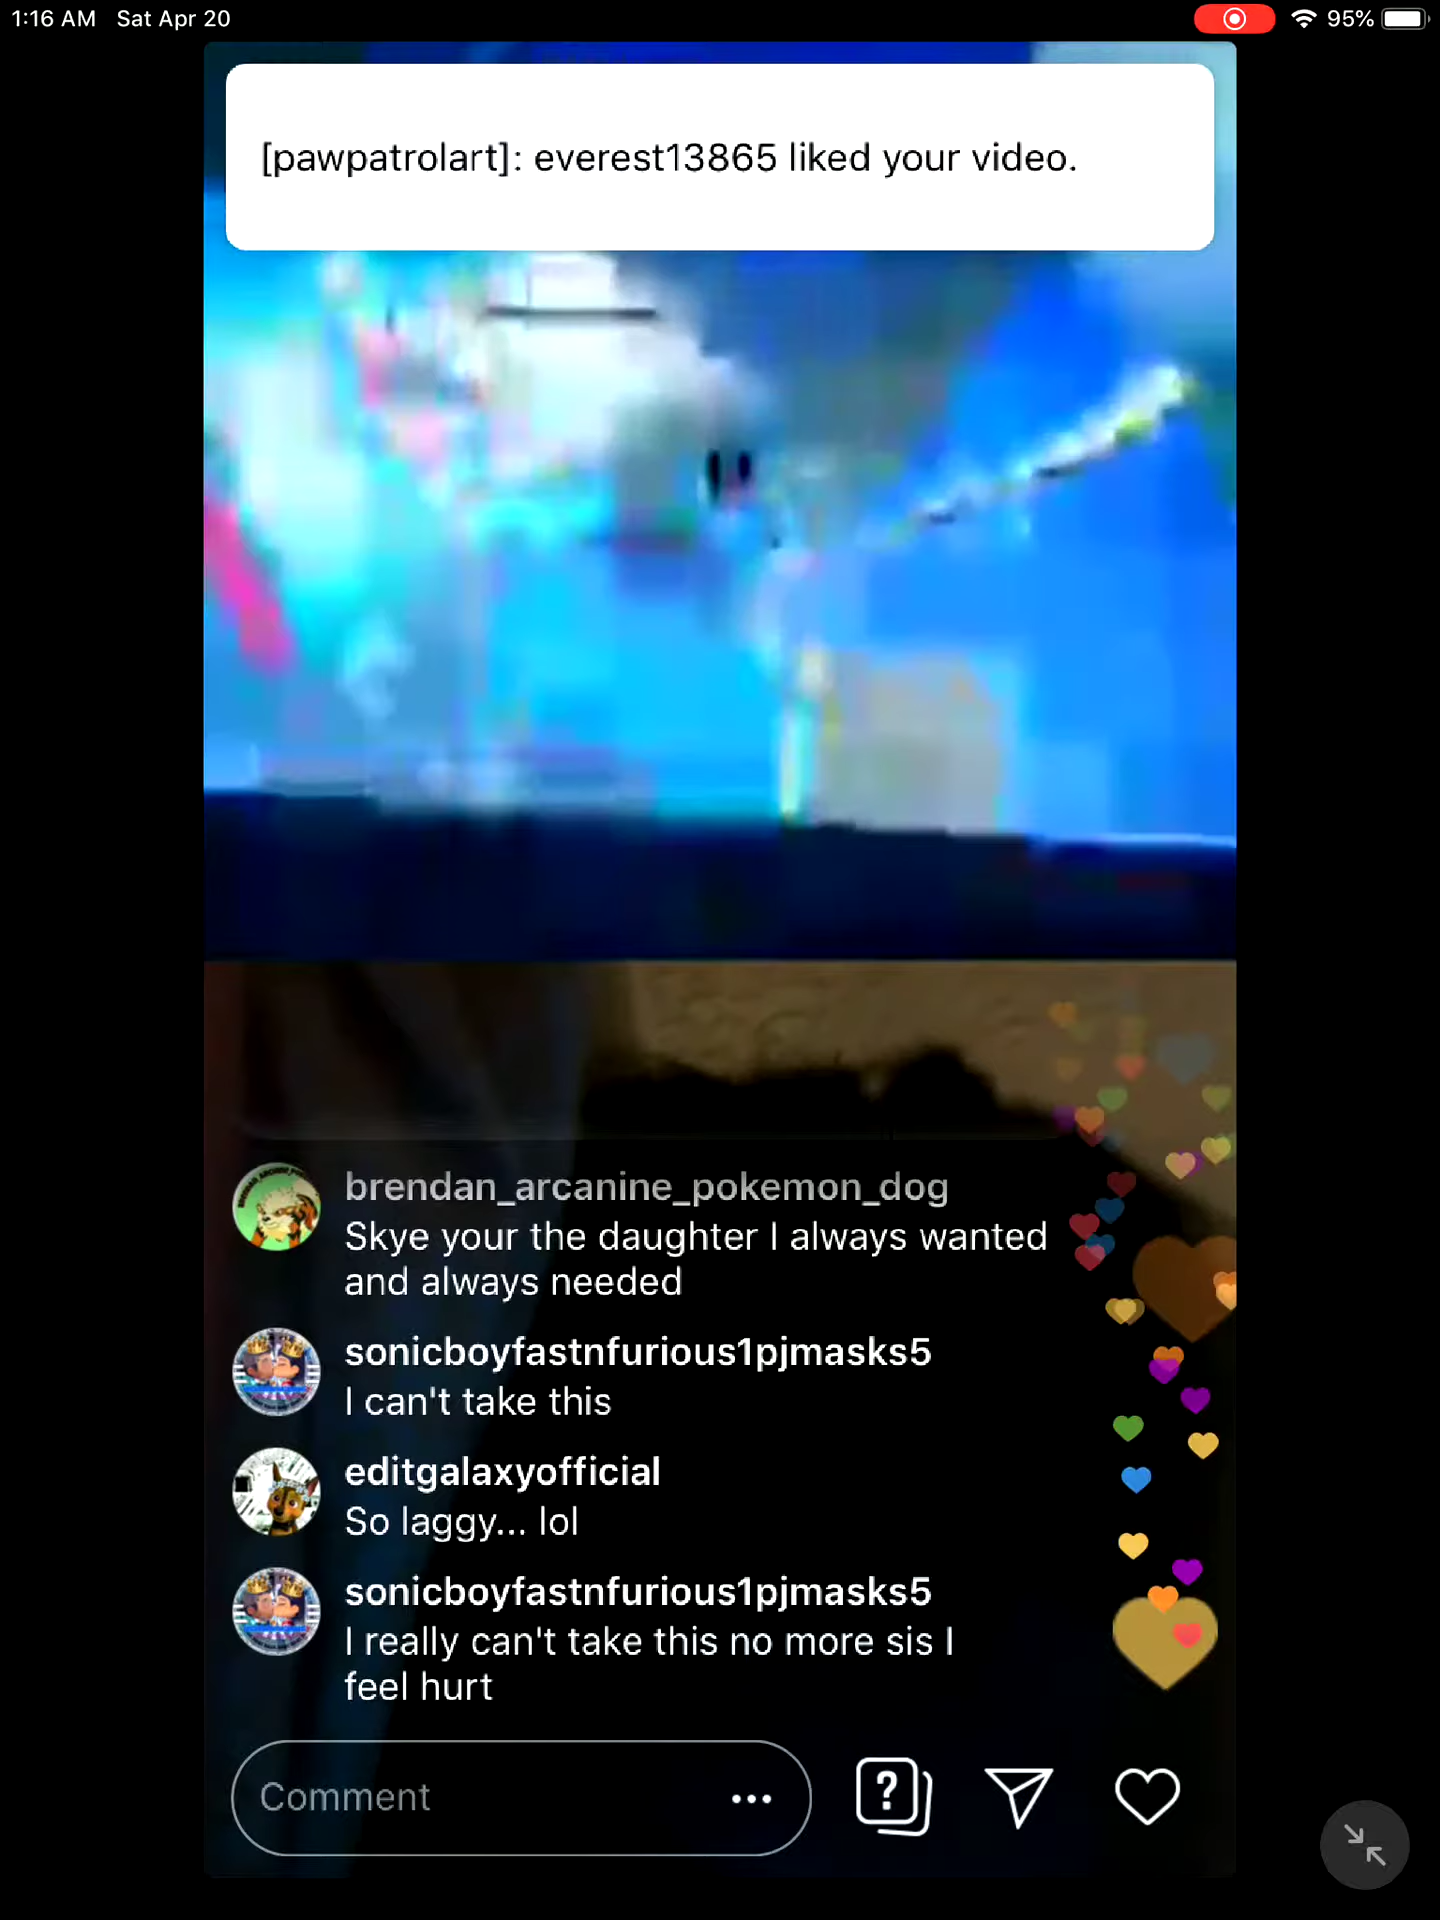 1:16 AM Sat Apr 20
95%
[pawpatrolart]: everest13865 liked your video.
brendan_arcanine_pokemon_dog
Skye your the daughter I always wanted
and always needed
sonicboyfastnfurious1pjmasks5
I can't take this
editgalaxyofficial
So laggy... lol
sonicboyfastnfurious1pjmasks5
I really can't take this no more sis I
feel hurt
Comment